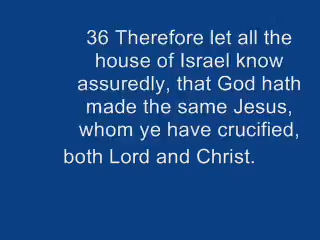 36 Therefore let all the
house of Israel know
assuredly, that God hath
made the same Jesus,
whom ye have crucified,
both Lord and Christ.